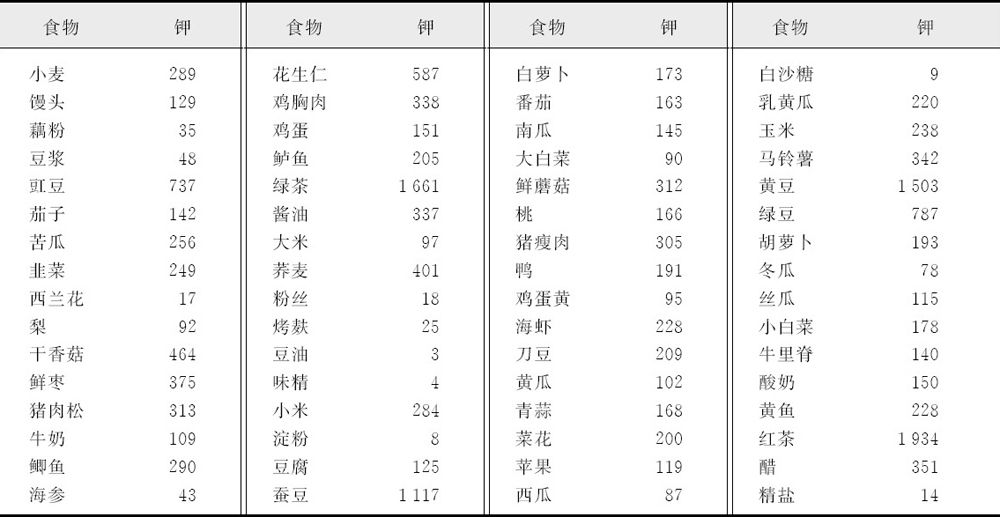 食物 钾 食物 钾 食物 钾 食物 钾
小麦 289 花生仁 587 白萝卜 173 白沙糖 9
馒头 129 鸡胸肉 338 番茄 163 乳黄瓜 220
藕粉 35 鸡蛋 151 南瓜 145 玉米 238
豆浆 48 鲈鱼 205 大白菜 90 马铃薯 342
豇豆 737 绿茶 1 661 鲜蘑菇 312 黄豆 1 503
茄子 142 酱油 337 桃 166 绿豆 787
苦瓜 256 大米 97 猪瘦肉 305 胡萝卜 193
韭菜 249 荞麦 401 鸭 191 冬瓜 78
西兰花 17 粉丝 18 鸡蛋黄 95 丝瓜 115
梨 92 烤麸 25 海虾 228 小白菜 178
干香菇 464 豆油 3 刀豆 209 牛里脊 140
鲜枣 375 味精 4 黄瓜 102 酸奶 150
猪肉松 313 小米 284 青蒜 168 黄鱼 228
牛奶 109 淀粉 8 菜花 200 红茶 1 934
鲫鱼 290 豆腐 125 苹果 119 醋 351
海参 43 蚕豆 1 117 西瓜 87 精盐 14